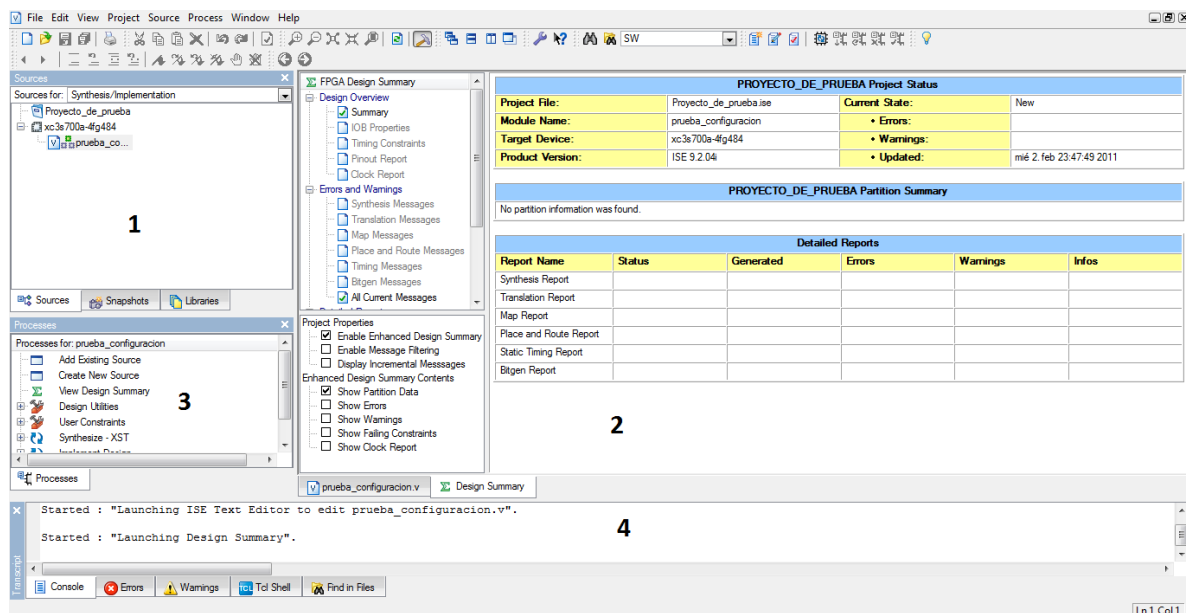 File Edit View Project Source Process Window Help
SW
Sources
Sources for: Synthesis/Implementation
Proyecto_de_prueba
xc3s700a-4fg484
prueba_co...
1
Sources Snapshots Libraries
Processes
Processes for: prueba_configuracion
Add Existing Source
Create New Source
View Design Summary
Design Utilities
User Constraints
Synthesize - XST
Implement Design
3
Processes
FPGA Design Summary
Design Overview
Summary
IOB Properties
Timing Constraints
Pinout Report
Clock Report
Errors and Warnings
Synthesis Messages
Translation Messages
Map Messages
Place and Route Messages
Timing Messages
Bitgen Messages
All Current Messages
Project Properties
Enable Enhanced Design Summary
Enable Message Filtering
Display Incremental Messsages
Enhanced Design Summary Contents
Show Partition Data
Show Errors
Show Warnings
Show Failing Constraints
Show Clock Report
PROYECTO_DE_PRUEBA Project Status
Project File: Proyecto_de_prueba.ise Current State: New
Module Name: prueba_configuracion • Errors:
Target Device: xc3s700a-4fg484 • Warnings:
Product Version: ISE 9.2.04i • Updated: mié 2. feb 23:47:49 2011
PROYECTO_DE_PRUEBA Partition Summary
No partition information was found.
Detailed Reports
Report Name Status Generated Errors Warnings Infos
Synthesis Report
Translation Report
Map Report
Place and Route Report
Static Timing Report
Bitgen Report
2
prueba_configuracion.v Design Summary
Started : "Launching ISE Text Editor to edit prueba_configuracion.v".
Started : "Launching Design Summary".
4
Transcript
Console Errors Warnings Tcl Shell Find in Files
Ln 1 Col 1